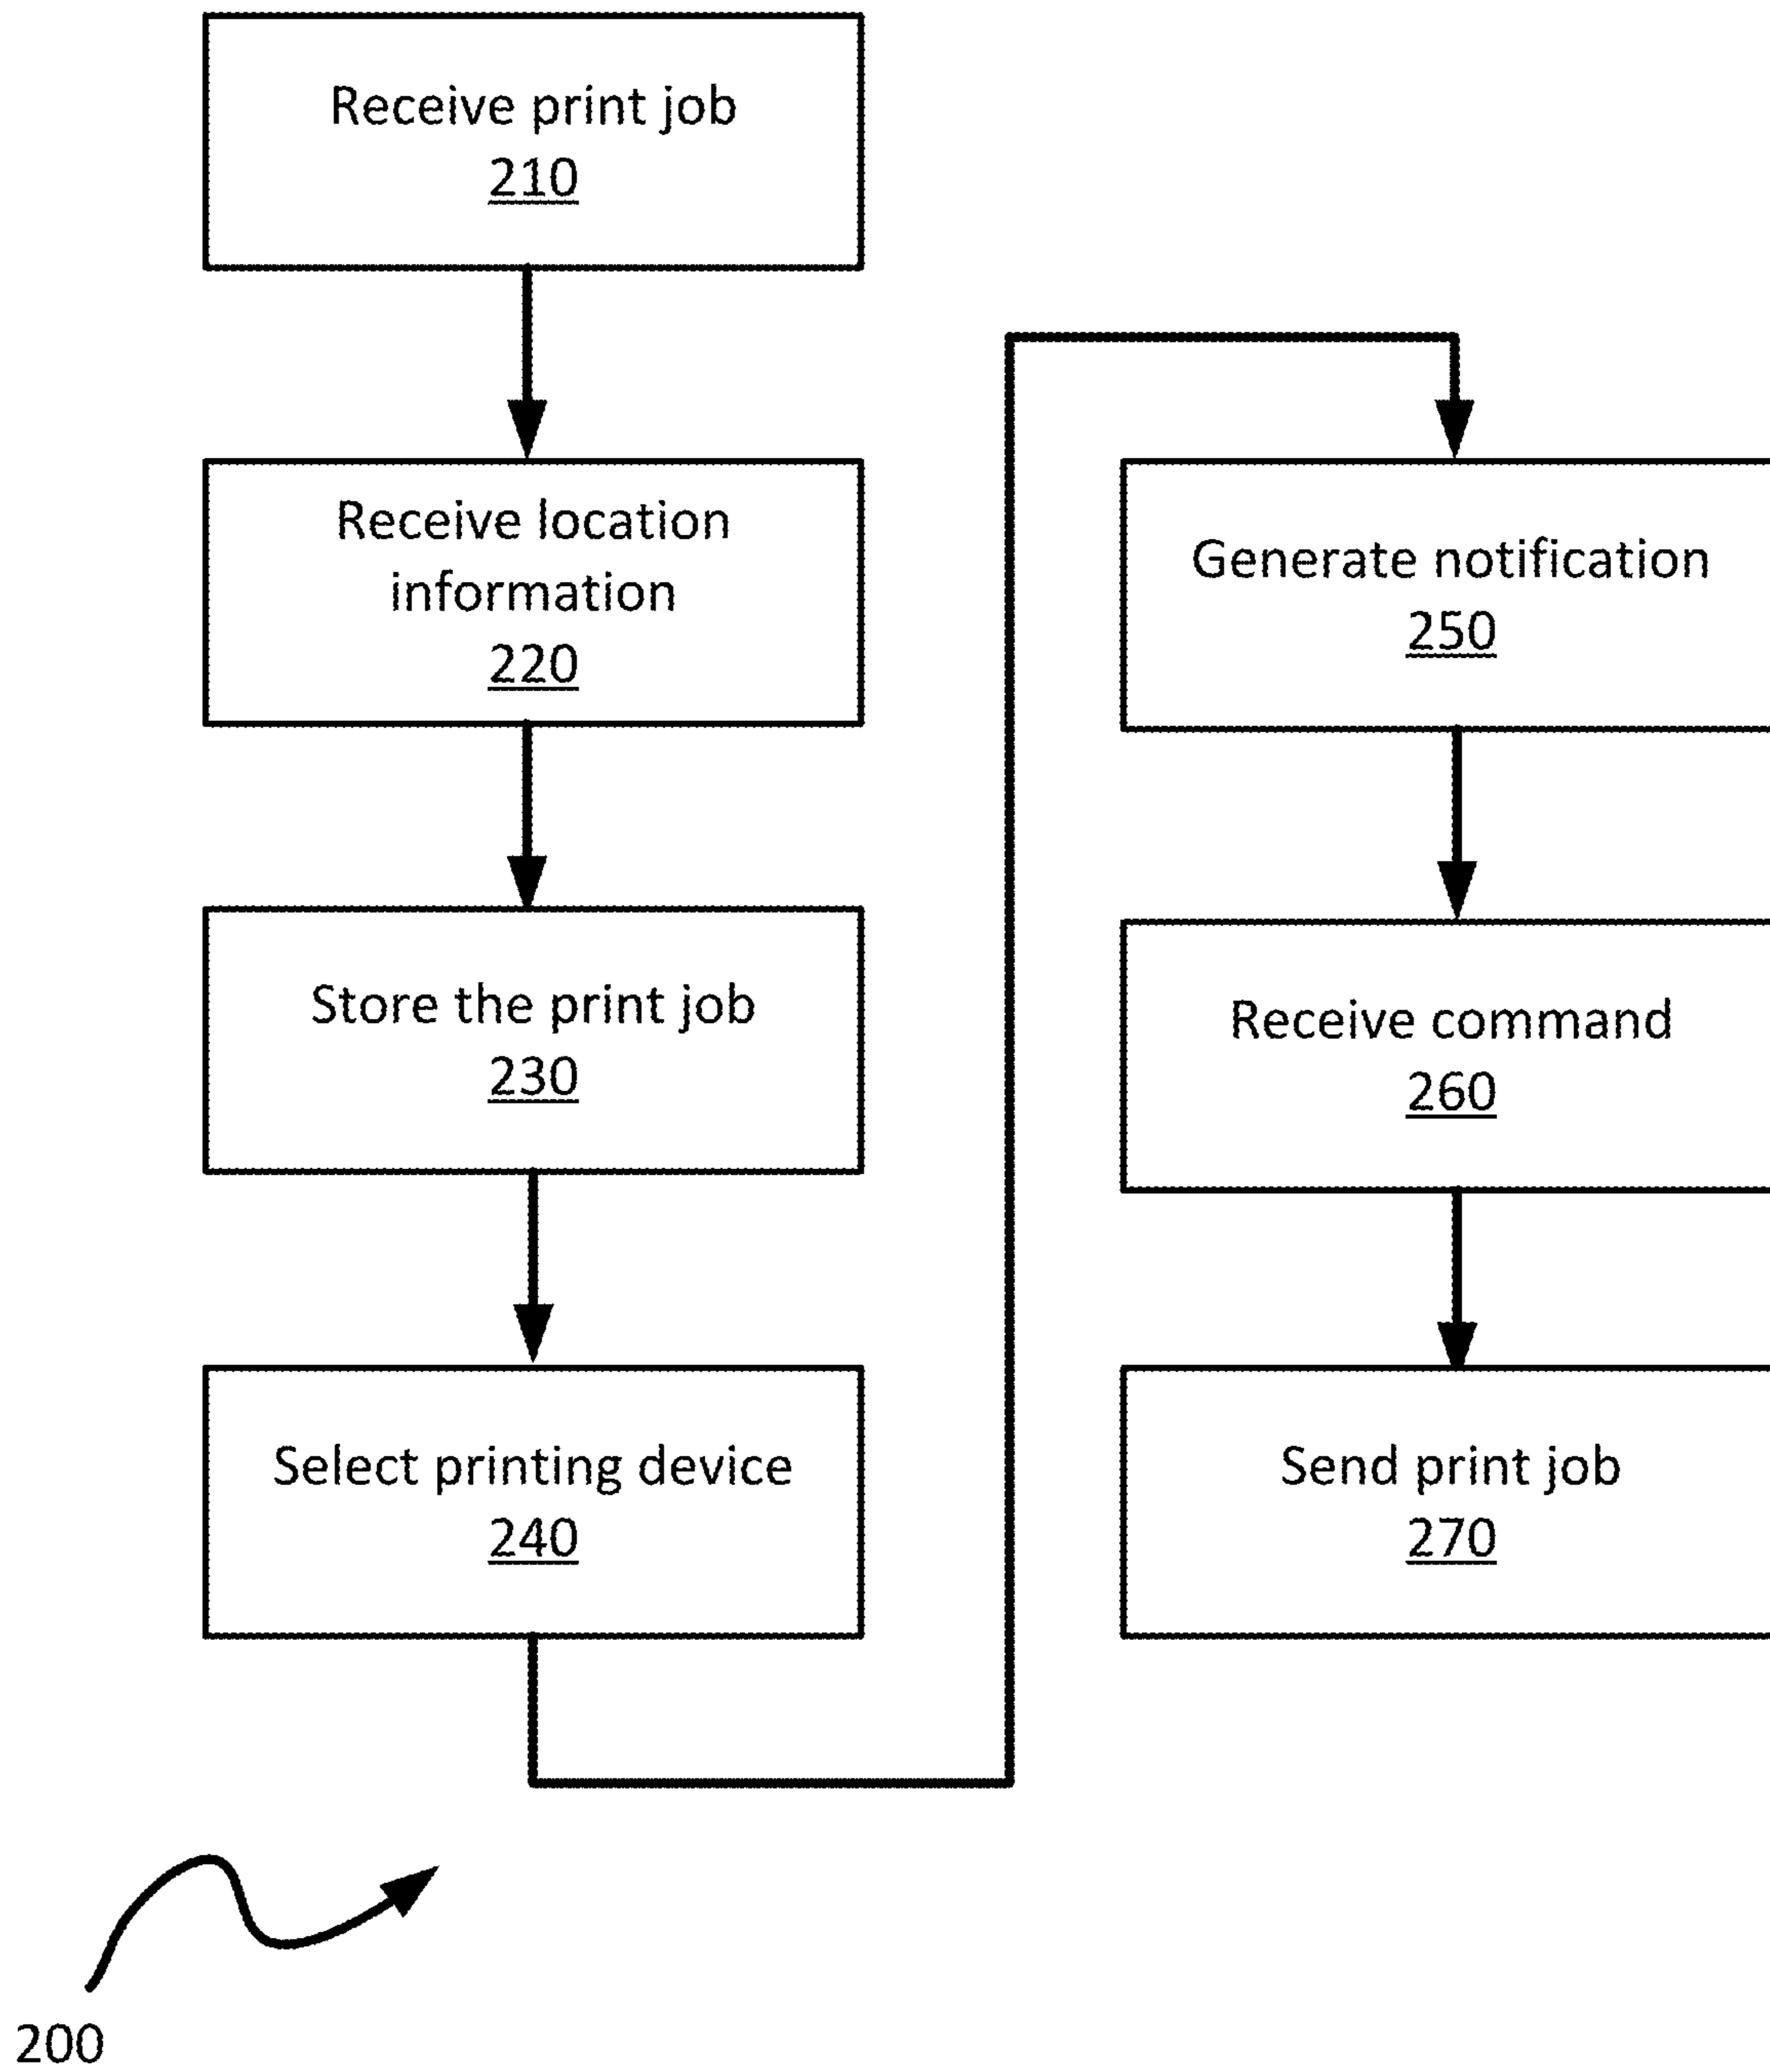 Receive print job
210
Receive location
information
220
Store the print job
230
Select printing device
240
Generate notification
250
Receive command
260
Send print job
270
200